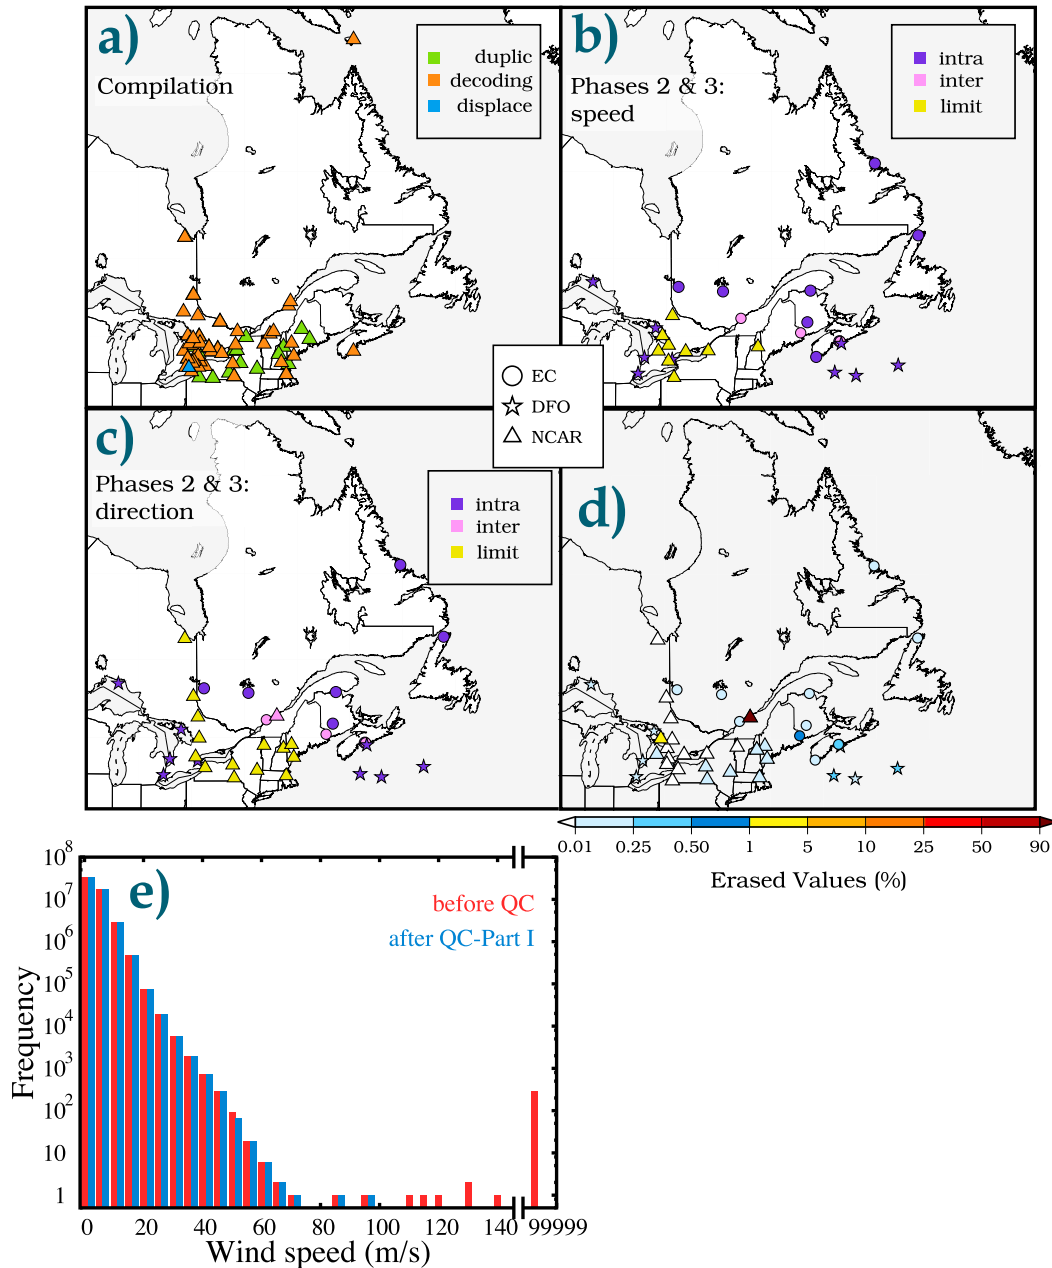 a)
Compilation
duplic
decoding
displace
b)
Phases 2 & 3:
speed
intra
inter
limit
EC
DFO
NCAR
c)
Phases 2 & 3:
direction
intra
inter
limit
d)
0.01 0.25 0.50 1 5 10 25 50 90
Erased Values (%)
e)
before QC
after QC-Part I
Frequency
10^8
10^7
10^6
10^5
10^4
10^3
10^2
10
1
0 20 40 60 80 100 120 140 99999
Wind speed (m/s)